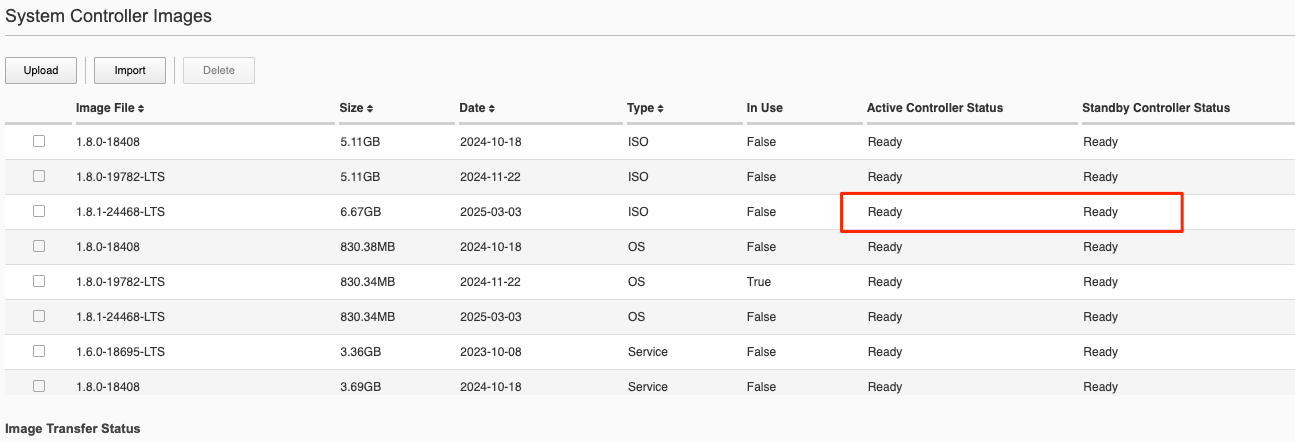 System Controller Images
Upload Import Delete
Image File Size Date Type In Use Active Controller Status Standby Controller Status
1.8.0-18408 5.11GB 2024-10-18 ISO False Ready Ready
1.8.0-19782-LTS 5.11GB 2024-11-22 ISO False Ready Ready
1.8.1-24468-LTS 6.67GB 2025-03-03 ISO False Ready Ready
1.8.0-18408 830.38MB 2024-10-18 OS False Ready Ready
1.8.0-19782-LTS 830.34MB 2024-11-22 OS True Ready Ready
1.8.1-24468-LTS 830.34MB 2025-03-03 OS False Ready Ready
1.6.0-18695-LTS 3.36GB 2023-10-08 Service False Ready Ready
1.8.0-18408 3.69GB 2024-10-18 Service False Ready Ready
Image Transfer Status